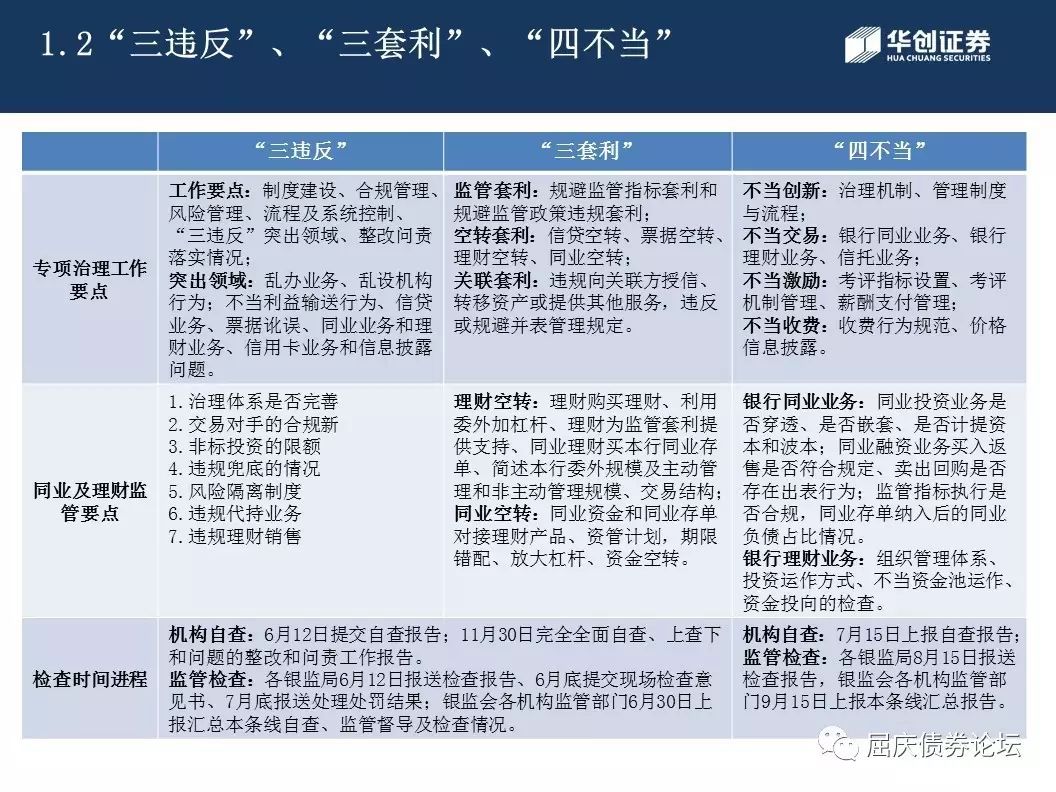 1.2“三违反”、“三套利”、“四不当”
华创证券
HUA CHUANG SECURITIES
“三违反”
“三套利”
“四不当”
专项治理工作
要点
工作要点：制度建设、合规管理、
风险管理、流程及系统控制、
“三违反”突出领域、整改问责
落实情况；
突出领域：乱办业务、乱设机构
行为；不当利益输送行为、信贷
业务、票据讹误、同业业务和理
财业务、信用卡业务和信息披露
问题。
监管套利：规避监管指标套利和
规避监管政策违规套利；
空转套利：信贷空转、票据空转、
理财空转、同业空转；
关联套利：违规向关联方授信、
转移资产或提供其他服务，违反
或规避并表管理规定。
不当创新：治理机制、管理制度
与流程；
不当交易：银行同业业务、银行
理财业务、信托业务；
不当激励：考评指标设置、考评
机制管理、薪酬支付管理；
不当收费：收费行为规范、价格
信息披露。
同业及理财监
管要点
1.治理体系是否完善
2.交易对手的合规新
3.非标投资的限额
4.违规兜底的情况
5.风险隔离制度
6.违规代持业务
7.违规理财销售
理财空转：理财购买理财、利用
委外加杠杆、理财为监管套利提
供支持、同业理财买本行同业存
单、简述本行委外规模及主动管
理和非主动管理规模、交易结构；
同业空转：同业资金和同业存单
对接理财产品、资管计划，期限
错配、放大杠杆、资金空转。
银行同业业务：同业投资业务是
否穿透、是否嵌套、是否计提资
本和波本；同业融资业务买入返
售是否符合规定、卖出回购是否
存在出表行为；监管指标执行是
否合规，同业存单纳入后的同业
负债占比情况。
银行理财业务：组织管理体系、
投资运作方式、不当资金池运作、
资金投向的检查。
检查时间进程
机构自查：6月12日提交自查报告；11月30日完全全面自查、上查下
和问题的整改和问责工作报告。
监管检查：各银监局6月12日报送检查报告、6月底提交现场检查意
见书、7月底报送处理处罚结果；银监会各机构监管部门6月30日上
报汇总本条线自查、监管督导及检查情况。
机构自查：7月15日上报自查报告；
监管检查：各银监局8月15日报送
检查报告，银监会各机构监管部
门9月15日上报本条线汇总报告。
屈庆债券论坛